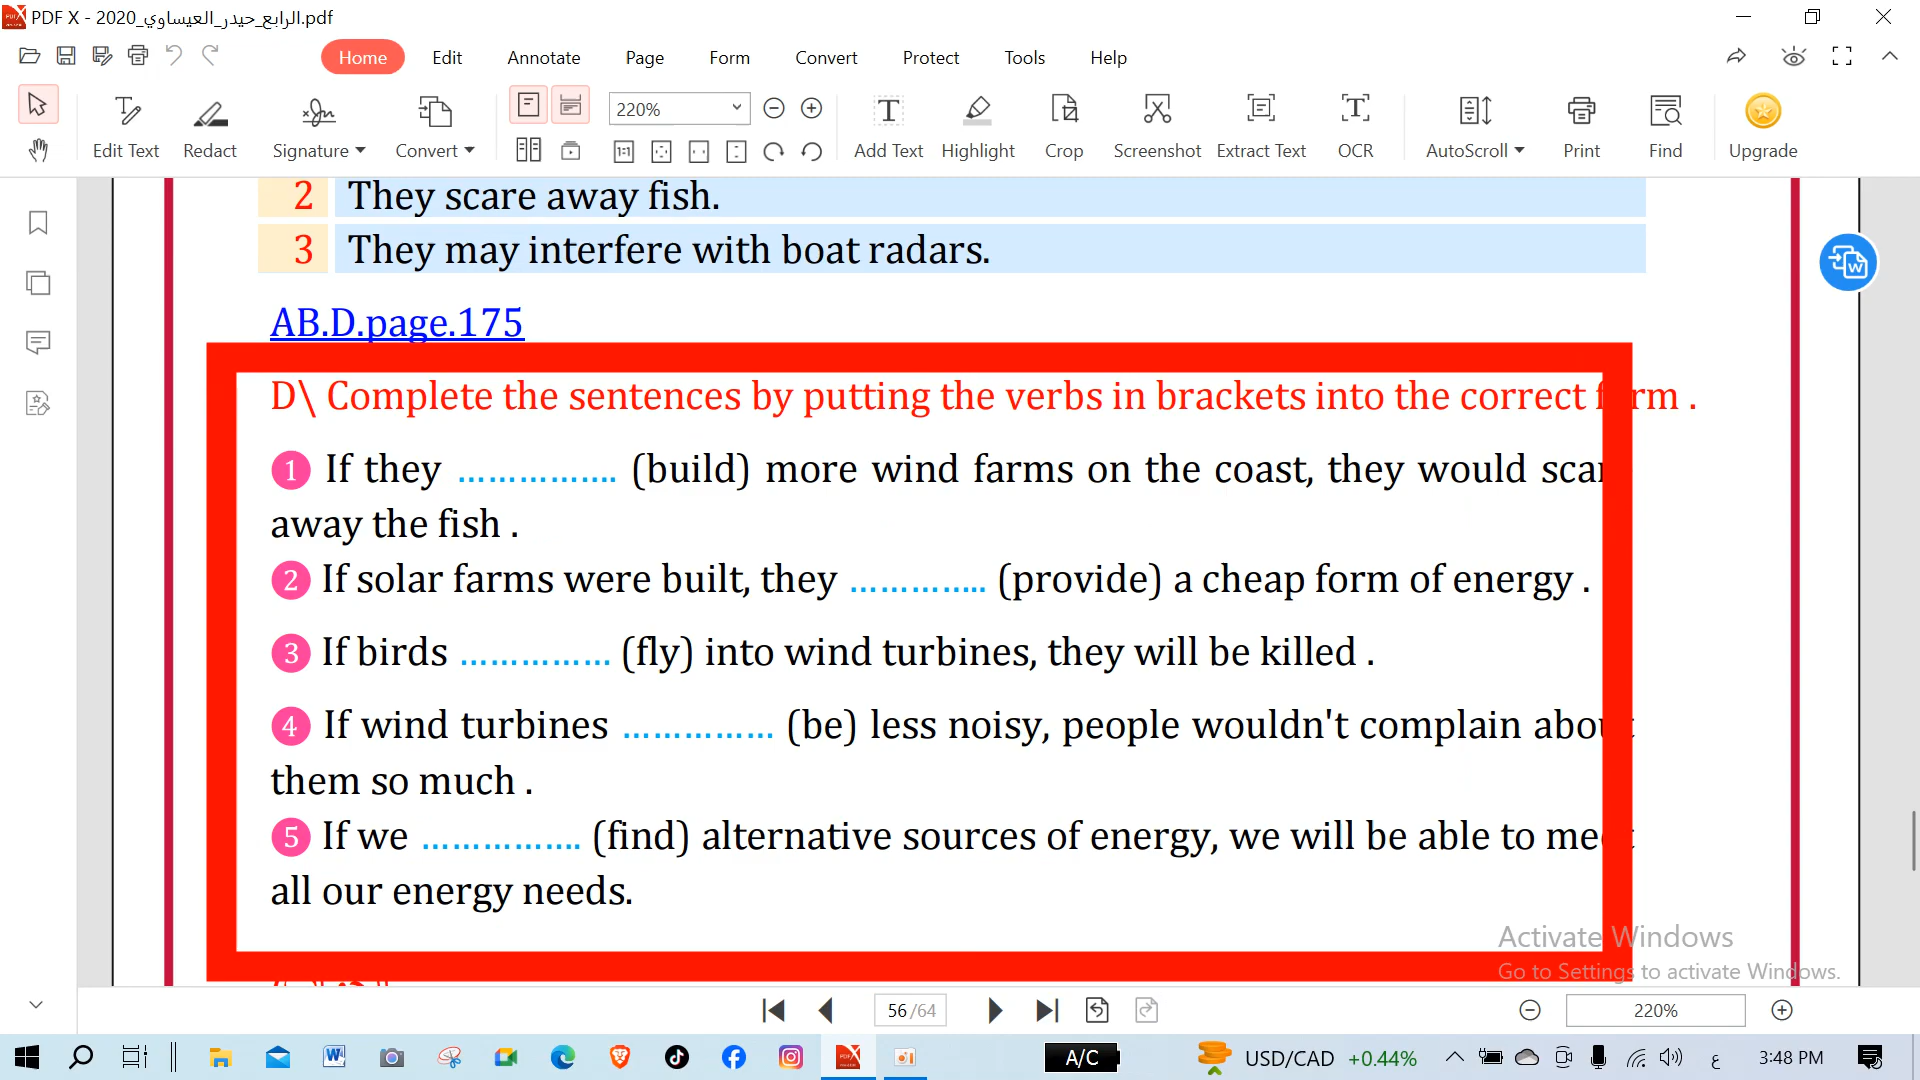 PDF X - 2020_الرابع_حيدر_العيساوي.pdf
Home Edit Annotate Page Form Convert Protect Tools Help
220%
Edit Text Redact Signature Convert Add Text Highlight Crop Screenshot Extract Text OCR AutoScroll Print Find Upgrade
2 They scare away fish.
3 They may interfere with boat radars.
AB.D.page.175
D\ Complete the sentences by putting the verbs in brackets into the correct f rm .
1 If they ................ (build) more wind farms on the coast, they would scar
away the fish .
2 If solar farms were built, they .............. (provide) a cheap form of energy .
3 If birds ............... (fly) into wind turbines, they will be killed .
4 If wind turbines ............... (be) less noisy, people wouldn't complain about
them so much .
5 If we ................ (find) alternative sources of energy, we will be able to meet
all our energy needs.
Activate Windows
Go to Settings to activate Windows.
56/64
220%
A/C USD/CAD +0.44% ع 3:48 PM